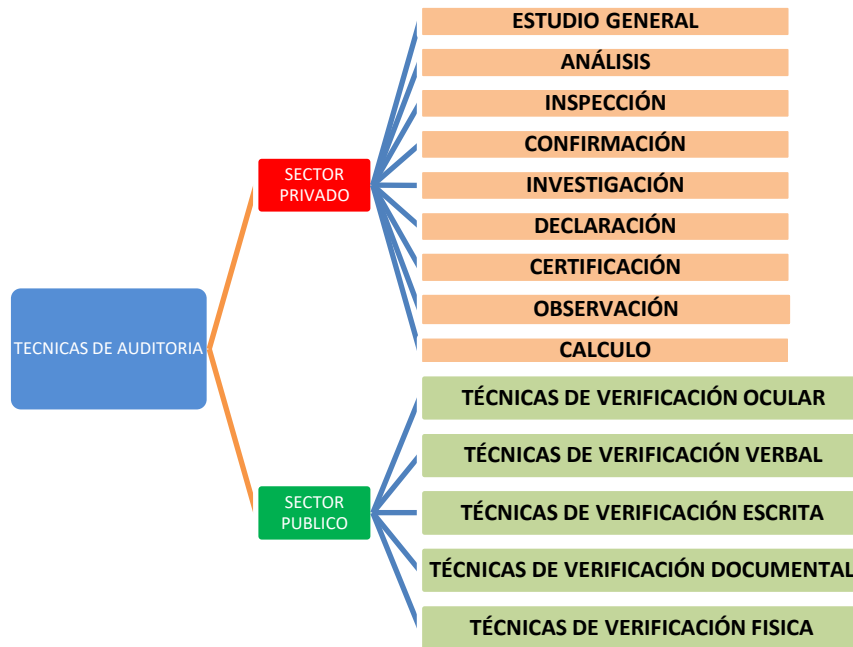 TECNICAS DE AUDITORIA
SECTOR
PRIVADO
ESTUDIO GENERAL
ANÁLISIS
INSPECCIÓN
CONFIRMACIÓN
INVESTIGACIÓN
DECLARACIÓN
CERTIFICACIÓN
OBSERVACIÓN
CALCULO
SECTOR
PUBLICO
TÉCNICAS DE VERIFICACIÓN OCULAR
TÉCNICAS DE VERIFICACIÓN VERBAL
TÉCNICAS DE VERIFICACIÓN ESCRITA
TÉCNICAS DE VERIFICACIÓN DOCUMENTAL
TÉCNICAS DE VERIFICACIÓN FISICA